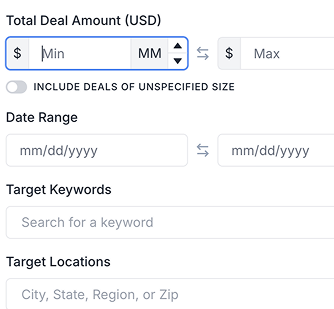 Total Deal Amount (USD)
$ Min MM $ Max
INCLUDE DEALS OF UNSPECIFIED SIZE
Date Range
mm/dd/yyyy mm/dd/yyyy
Target Keywords
Search for a keyword
Target Locations
City, State, Region, or Zip